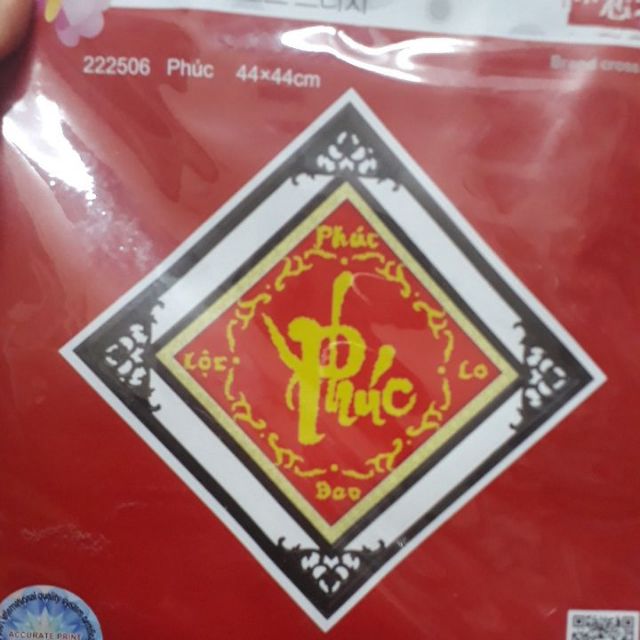 222506 Phúc 44×44cm
Brand cross
Phúc
Lộc
Phúc
Lo
Đao
ACCURATE PRINT